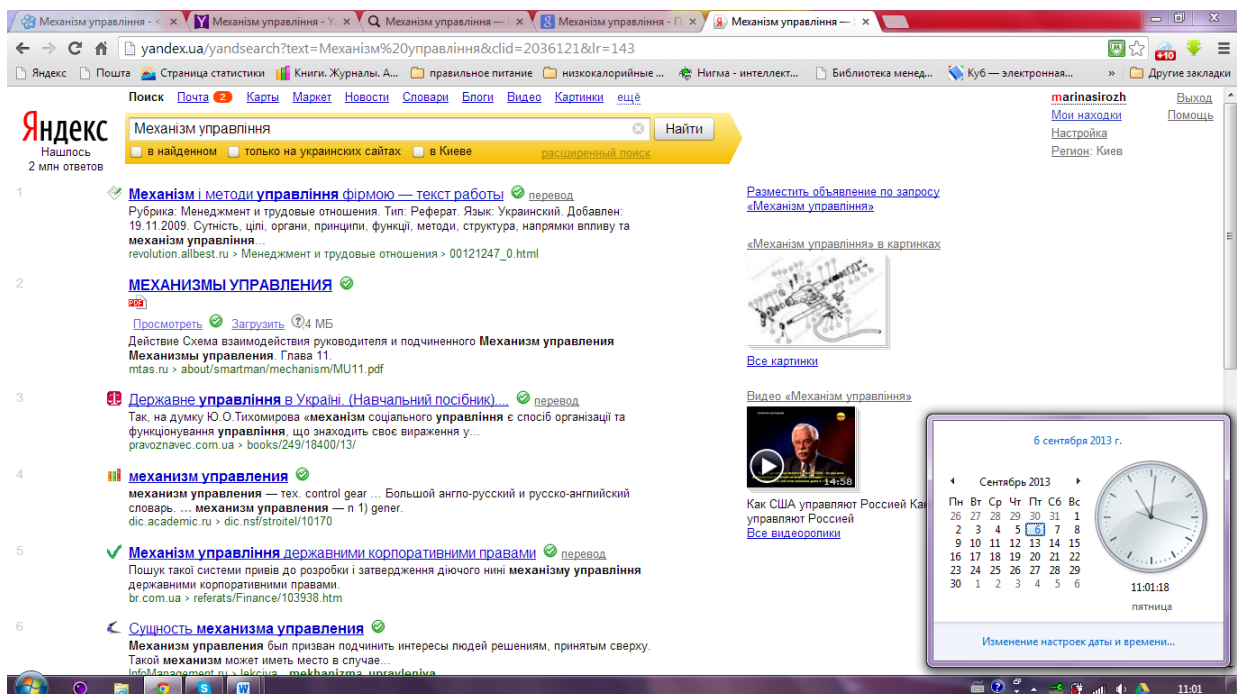 Механізм управління - <
Механізм управління - Ya
Механізм управління — |
Механізм управління - П
Механізм управління — :
yandex.ua/yandsearch?text=Механізм%20управління&clid=2036121&lr=143
+10
Яндекс
Почта
Страница статистики
Книги. Журналы. А...
правильное питание
низкокалорийные ...
Нигма - интеллект...
Библиотека менед...
Куб — электронная...
»
Другие закладки
Поиск Почта 2 Карты Маркет Новости Словари Блоги Видео Картинки ещё
marinasirozh
Выход
Мои находки
Помощь
Настройка
Регион: Киев
Яндекс
Нашлось
2 млн ответов
Механізм управління
Найти
в найденном только на украинских сайтах в Киеве расширенный поиск
1
Механізм і методи управління фірмою — текст работы перевод
Рубрика: Менеджмент и трудовые отношения. Тип: Реферат. Язык: Украинский. Добавлен:
19.11.2009. Сутність, цілі, органи, принципи, функції, методи, структура, напрямки впливу та
механізм управління...
revolution.allbest.ru › Менеджмент и трудовые отношения › 00121247_0.html
2
МЕХАНИЗМЫ УПРАВЛЕНИЯ
PDF
Просмотреть Загрузить 4 МБ
Действие Схема взаимодействия руководителя и подчиненного Механизм управления
Механизмы управления. Глава 11.
mtas.ru › about/smartman/mechanism/MU11.pdf
3
Державне управління в Україні. (Навчальний посібник).... перевод
Так, на думку Ю.О.Тихомирова «механізм соціального управління є спосіб організації та
функціонування управління, що знаходить своє вираження у...
pravoznavec.com.ua › books/249/18400/13/
4
механизм управления
механизм управления — тех. control gear ... Большой англо-русский и русско-английский
словарь. ... механизм управления — n 1) gener.
dic.academic.ru › dic.nsf/stroitel/10170
5
Механізм управління державними корпоративними правами перевод
Пошук такої системи привів до розробки і затвердження діючого нині механізму управління
державними корпоративними правами.
br.com.ua › referats/Finance/103938.htm
6
Сущность механизма управления
Механизм управления был призван подчинить интересы людей решениям, принятым сверху.
Такой механизм может иметь место в случае...
InfoManagement.ru › lekciya...mekhanizma_upravleniya
Разместить объявление по запросу
«Механізм управління»
«Механізм управління» в картинках
Все картинки
Видео «Механізм управління»
14:58
Как США управляют Россией Как
управляют Россией
Все видеоролики
6 сентября 2013 г.
Сентябрь 2013
Пн Вт Ср Чт Пт Сб Вс
26 27 28 29 30 31 1
2 3 4 5 6 7 8
9 10 11 12 13 14 15
16 17 18 19 20 21 22
23 24 25 26 27 28 29
30 1 2 3 4 5 6
11:01:18
пятница
Изменение настроек даты и времени...
11:01